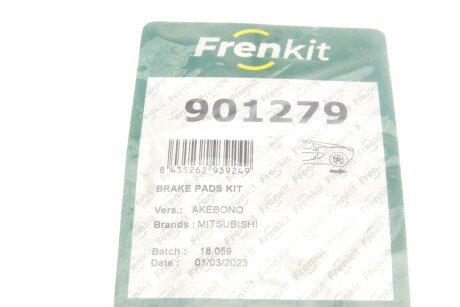 Frenkit
901279
8 435262 939249
BRAKE PADS KIT
Vers.: AKEBONO
Brands : MITSUBISHI
Batch : 18.059
Date : 01/03/2023